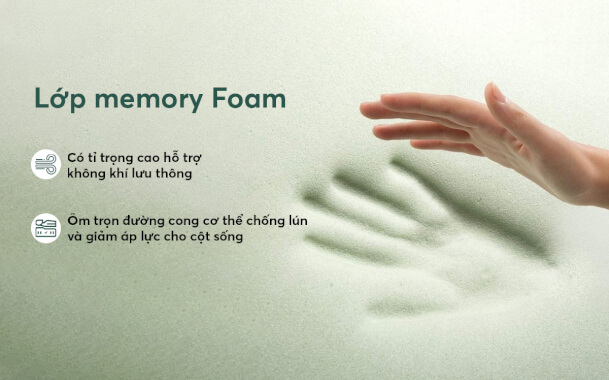 Lớp memory Foam
Có tỉ trọng cao hỗ trợ
không khí lưu thông
Ôm trọn đường cong cơ thể chống lún
và giảm áp lực cho cột sống